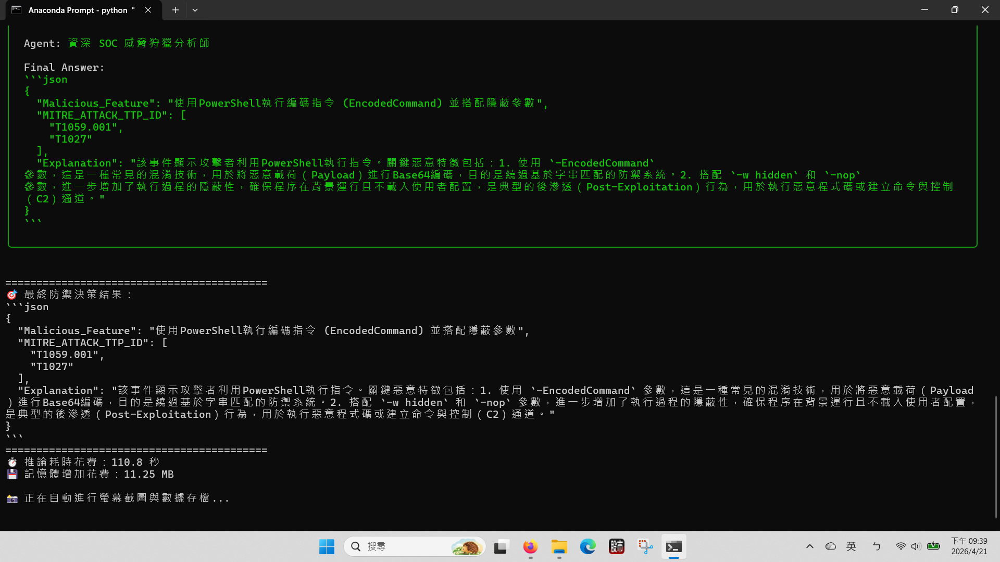 Anaconda Prompt - python "
Agent: 資深 SOC 威脅狩獵分析師
Final Answer:
```json
{
  "Malicious_Feature": "使用PowerShell執行編碼指令 (EncodedCommand) 並搭配隱蔽參數",
  "MITRE_ATTACK_TTP_ID": [
    "T1059.001",
    "T1027"
  ],
  "Explanation": "該事件顯示攻擊者利用PowerShell執行指令。關鍵惡意特徵包括：1. 使用 `-EncodedCommand`
參數，這是一種常見的混淆技術，用於將惡意載荷（Payload）進行Base64編碼，目的是繞過基於字串匹配的防禦系統。2. 搭配 `-w hidden` 和 `-nop`
參數，進一步增加了執行過程的隱蔽性，確保程序在背景運行且不載入使用者配置，是典型的後滲透（Post-Exploitation）行為，用於執行惡意程式碼或建立命令與控制
（C2）通道。"
}
```
==========================================
🎯 最終防禦決策結果：
```json
{
  "Malicious_Feature": "使用PowerShell執行編碼指令 (EncodedCommand) 並搭配隱蔽參數",
  "MITRE_ATTACK_TTP_ID": [
    "T1059.001",
    "T1027"
  ],
  "Explanation": "該事件顯示攻擊者利用PowerShell執行指令。關鍵惡意特徵包括：1. 使用 `-EncodedCommand` 參數，這是一種常見的混淆技術，用於將惡意載荷（Payload
）進行Base64編碼，目的是繞過基於字串匹配的防禦系統。2. 搭配 `-w hidden` 和 `-nop` 參數，進一步增加了執行過程的隱蔽性，確保程序在背景運行且不載入使用者配置，
是典型的後滲透（Post-Exploitation）行為，用於執行惡意程式碼或建立命令與控制（C2）通道。"
}
```
==========================================
⏱️ 推論耗時花費：110.8 秒
💾 記憶體增加花費：11.25 MB
📸 正在自動進行螢幕截圖與數據存檔...
搜尋
股市
英
ㄅ
下午 09:39
2026/4/21